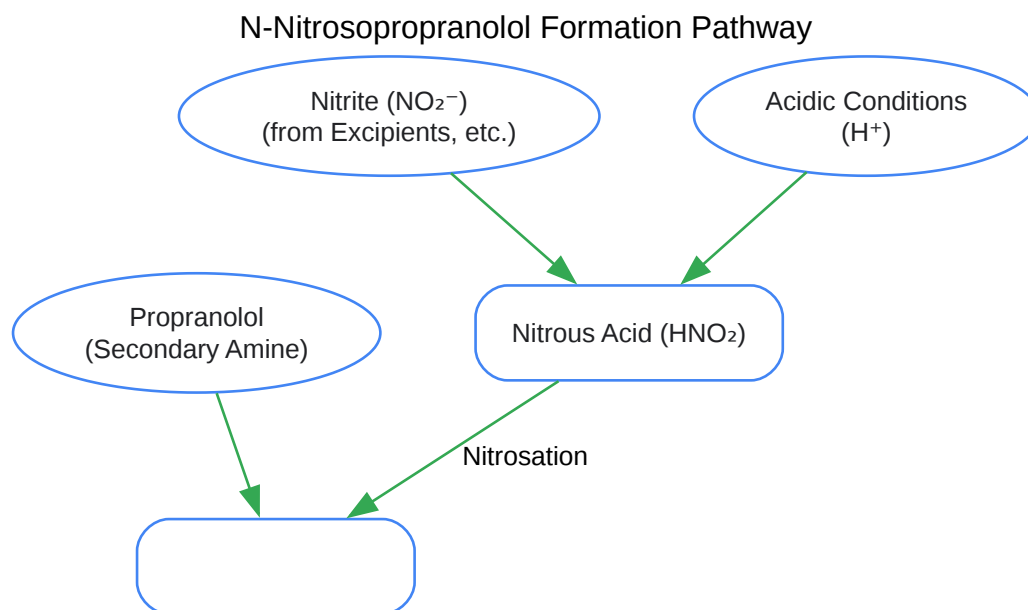 N-Nitrosopropranolol Formation Pathway
Nitrite (NO₂⁻)
(from Excipients, etc.)
Acidic Conditions
(H⁺)
Propranolol
(Secondary Amine)
Nitrous Acid (HNO₂)
Nitrosation